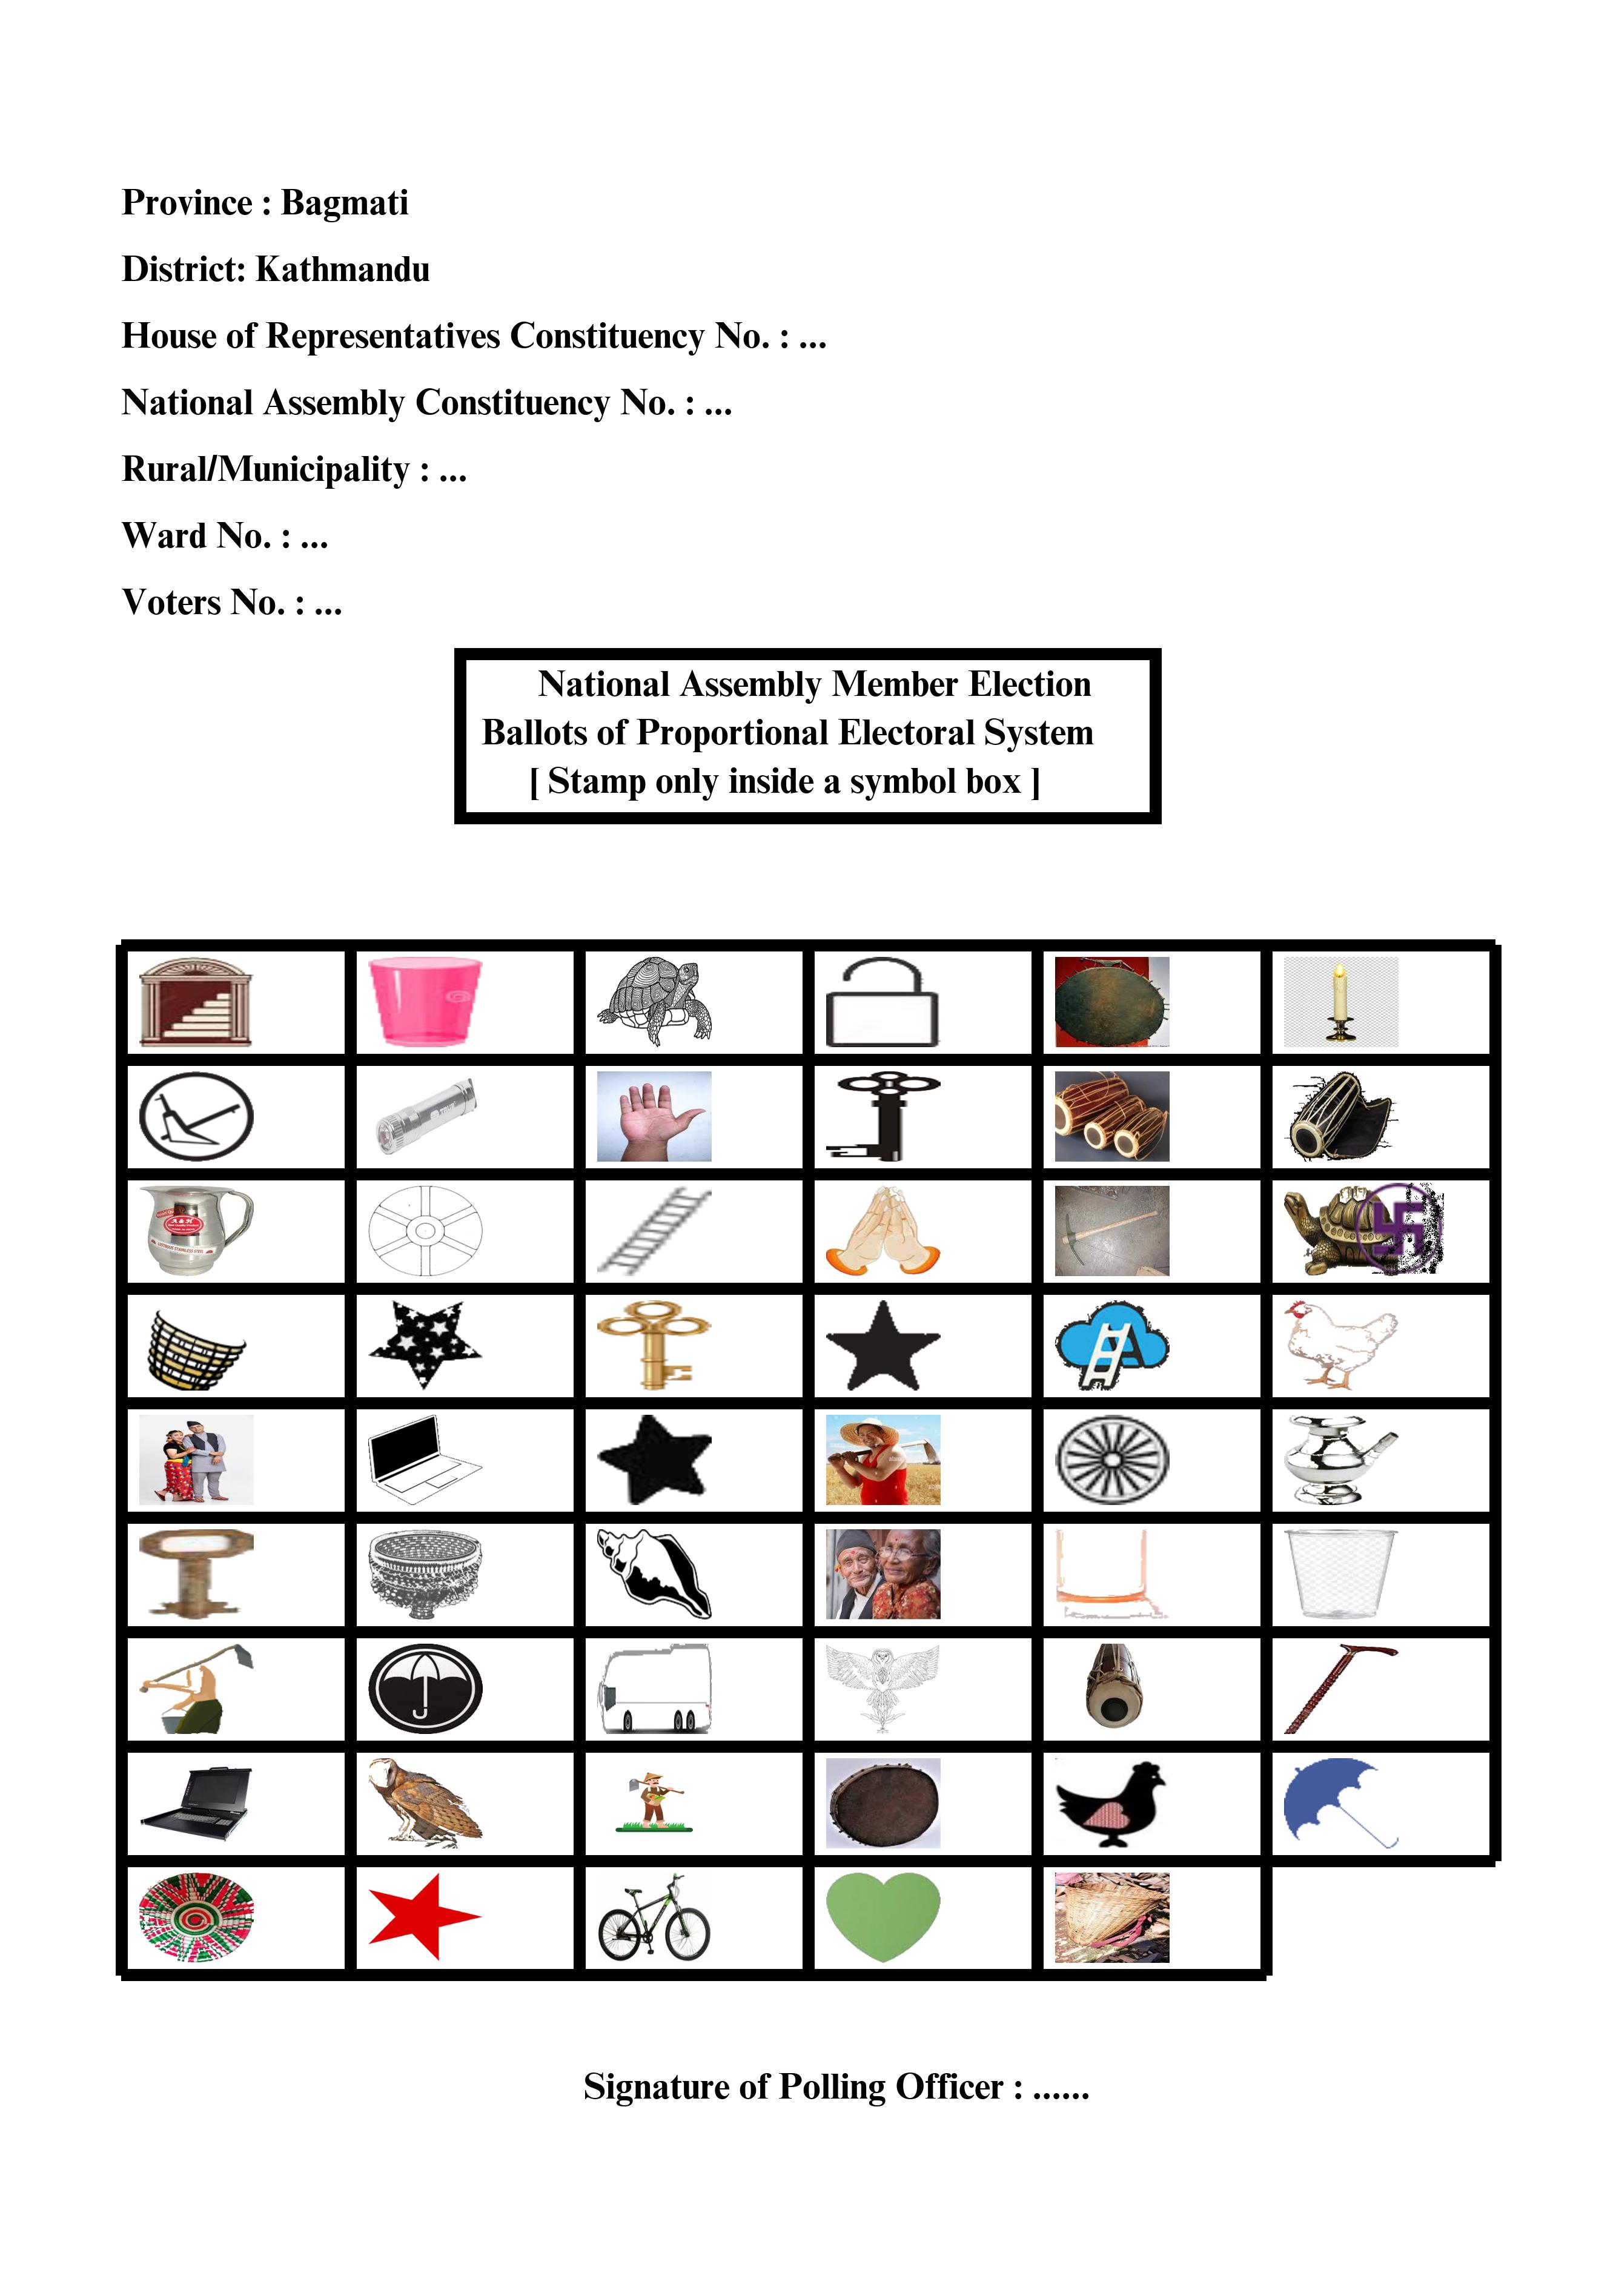 Province : Bagmati
District: Kathmandu
House of Representatives Constituency No. : ...
National Assembly Constituency No. : ...
Rural/Municipality : ...
Ward No. : ...
Voters No. : ...
National Assembly Member Election
Ballots of Proportional Electoral System
[ Stamp only inside a symbol box ]
Signature of Polling Officer : ......